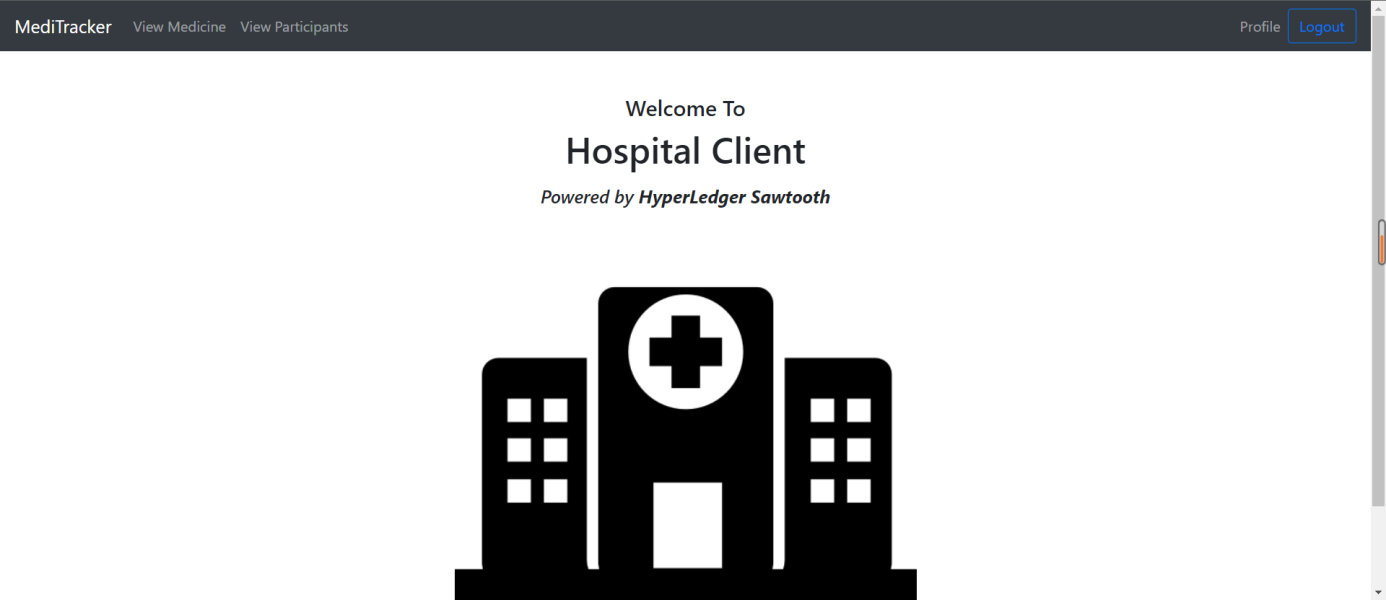 MediTracker View Medicine View Participants Profile Logout
Welcome To
Hospital Client
Powered by HyperLedger Sawtooth